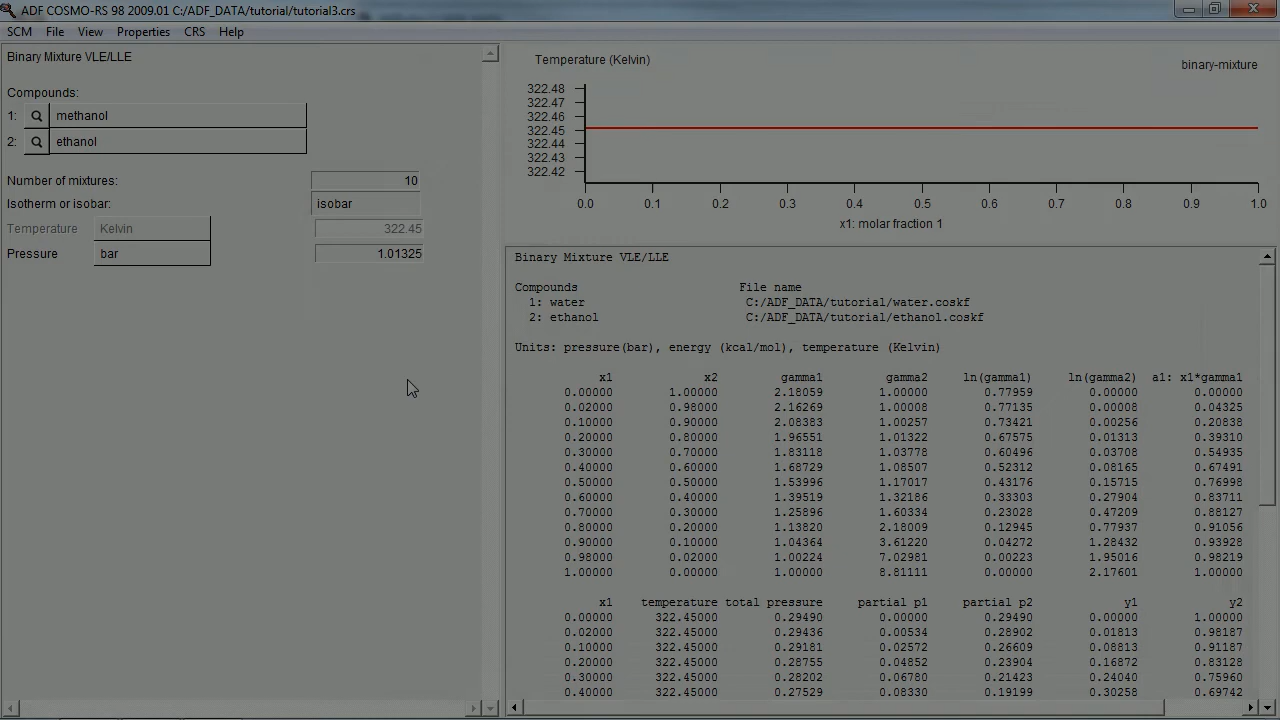 ADF COSMO-RS 98 2009.01 C:/ADF_DATA/tutorial/tutorial3.crs
SCM File View Properties CRS Help
Binary Mixture VLE/LLE
Compounds:
1: methanol
2: ethanol
Number of mixtures: 10
Isotherm or isobar: isobar
Temperature Kelvin 322.45
Pressure bar 1.01325
Temperature (Kelvin)
binary-mixture
322.48
322.47
322.46
322.45
322.44
322.43
322.42
0.0 0.1 0.2 0.3 0.4 0.5 0.6 0.7 0.8 0.9 1.0
x1: molar fraction 1
Binary Mixture VLE/LLE
Compounds File name
1: water C:/ADF_DATA/tutorial/water.coskf
2: ethanol C:/ADF_DATA/tutorial/ethanol.coskf
Units: pressure(bar), energy (kcal/mol), temperature (Kelvin)
x1 x2 gamma1 gamma2 ln(gamma1) ln(gamma2) a1: x1*gamma1
0.00000 1.00000 2.18059 1.00000 0.77959 0.00000 0.00000
0.02000 0.98000 2.16269 1.00008 0.77135 0.00008 0.04325
0.10000 0.90000 2.08383 1.00257 0.73421 0.00256 0.20838
0.20000 0.80000 1.96551 1.01322 0.67575 0.01313 0.39310
0.30000 0.70000 1.83118 1.03778 0.60496 0.03708 0.54935
0.40000 0.60000 1.68729 1.08507 0.52312 0.08165 0.67491
0.50000 0.50000 1.53996 1.17017 0.43176 0.15715 0.76998
0.60000 0.40000 1.39519 1.32186 0.33303 0.27904 0.83711
0.70000 0.30000 1.25896 1.60334 0.23028 0.47209 0.88127
0.80000 0.20000 1.13820 2.18009 0.12945 0.77937 0.91056
0.90000 0.10000 1.04364 3.61220 0.04272 1.28432 0.93928
0.98000 0.02000 1.00224 7.02981 0.00223 1.95016 0.98219
1.00000 0.00000 1.00000 8.81111 0.00000 2.17601 1.00000
x1 temperature total pressure partial p1 partial p2 y1 y2
0.00000 322.45000 0.29490 0.00000 0.29490 0.00000 1.00000
0.02000 322.45000 0.29436 0.00534 0.28902 0.01813 0.98187
0.10000 322.45000 0.29181 0.02572 0.26609 0.08813 0.91187
0.20000 322.45000 0.28755 0.04852 0.23904 0.16872 0.83128
0.30000 322.45000 0.28202 0.06780 0.21423 0.24040 0.75960
0.40000 322.45000 0.27529 0.08330 0.19199 0.30258 0.69742